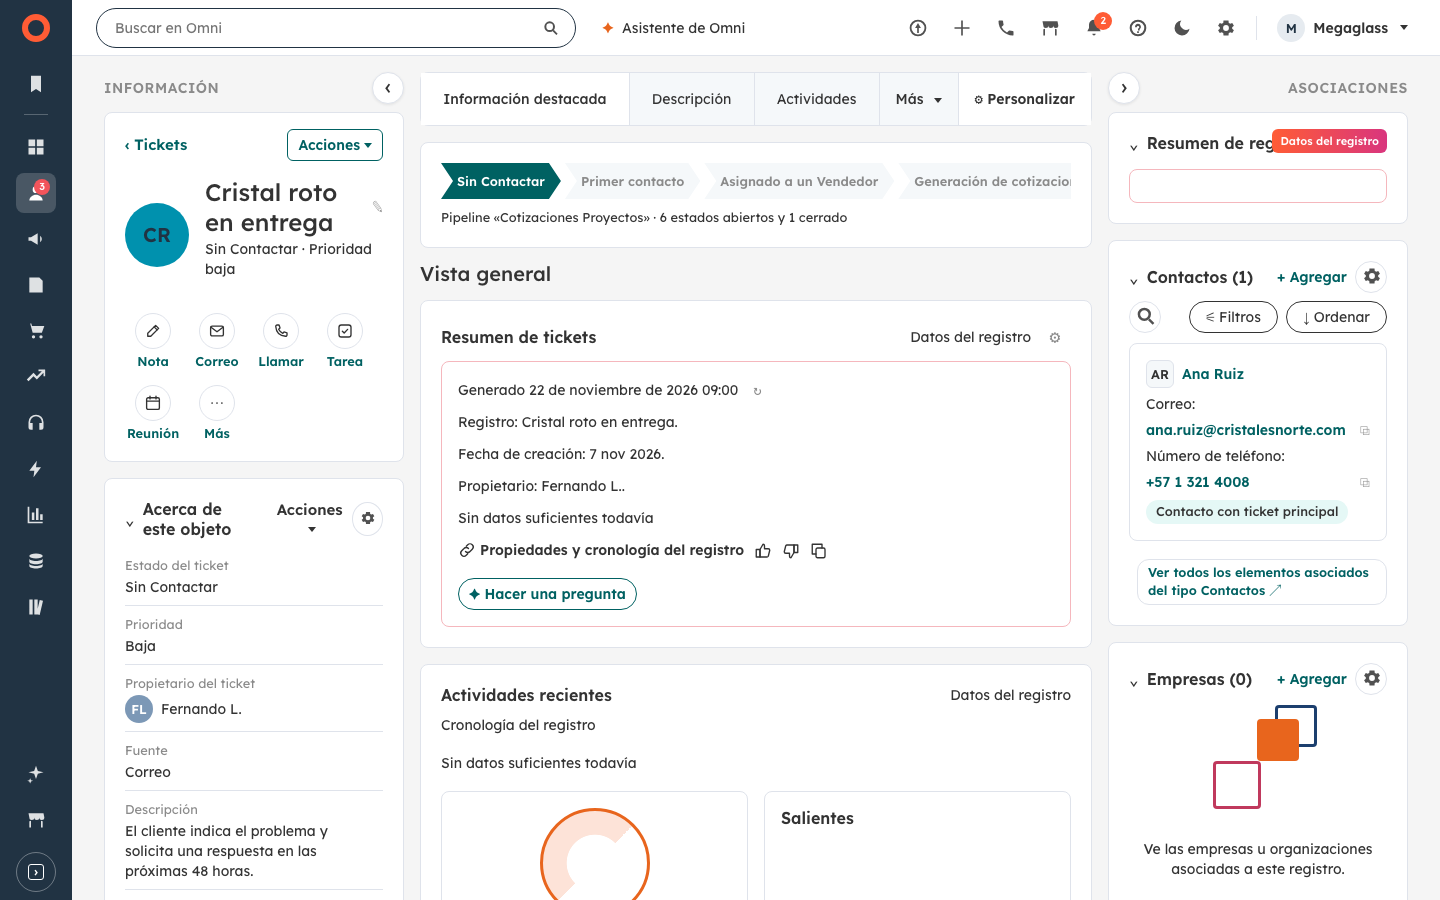 Buscar en Omni
Asistente de Omni
2
M
Megaglass
3
INFORMACIÓN
‹ Tickets
Acciones
CR
Cristal roto
en entrega
Sin Contactar · Prioridad
baja
Nota
Correo
Llamar
Tarea
Reunión
Más
Acerca de
este objeto
Acciones
Estado del ticket
Sin Contactar
Prioridad
Baja
Propietario del ticket
FL
Fernando L.
Fuente
Correo
Descripción
El cliente indica el problema y
solicita una respuesta en las
próximas 48 horas.
Información destacada
Descripción
Actividades
Más
Personalizar
Sin Contactar
Primer contacto
Asignado a un Vendedor
Generación de cotizacion
Pipeline «Cotizaciones Proyectos» · 6 estados abiertos y 1 cerrado
Vista general
Resumen de tickets
Datos del registro
Generado 22 de noviembre de 2026 09:00
Registro: Cristal roto en entrega.
Fecha de creación: 7 nov 2026.
Propietario: Fernando L..
Sin datos suficientes todavía
Propiedades y cronología del registro
Hacer una pregunta
Actividades recientes
Datos del registro
Cronología del registro
Sin datos suficientes todavía
Salientes
ASOCIACIONES
Resumen de reg
Datos del registro
Contactos (1)
+ Agregar
Filtros
↓ Ordenar
AR
Ana Ruiz
Correo:
ana.ruiz@cristalesnorte.com
Número de teléfono:
+57 1 321 4008
Contacto con ticket principal
Ver todos los elementos asociados
del tipo Contactos ↗
Empresas (0)
+ Agregar
Ve las empresas u organizaciones
asociadas a este registro.